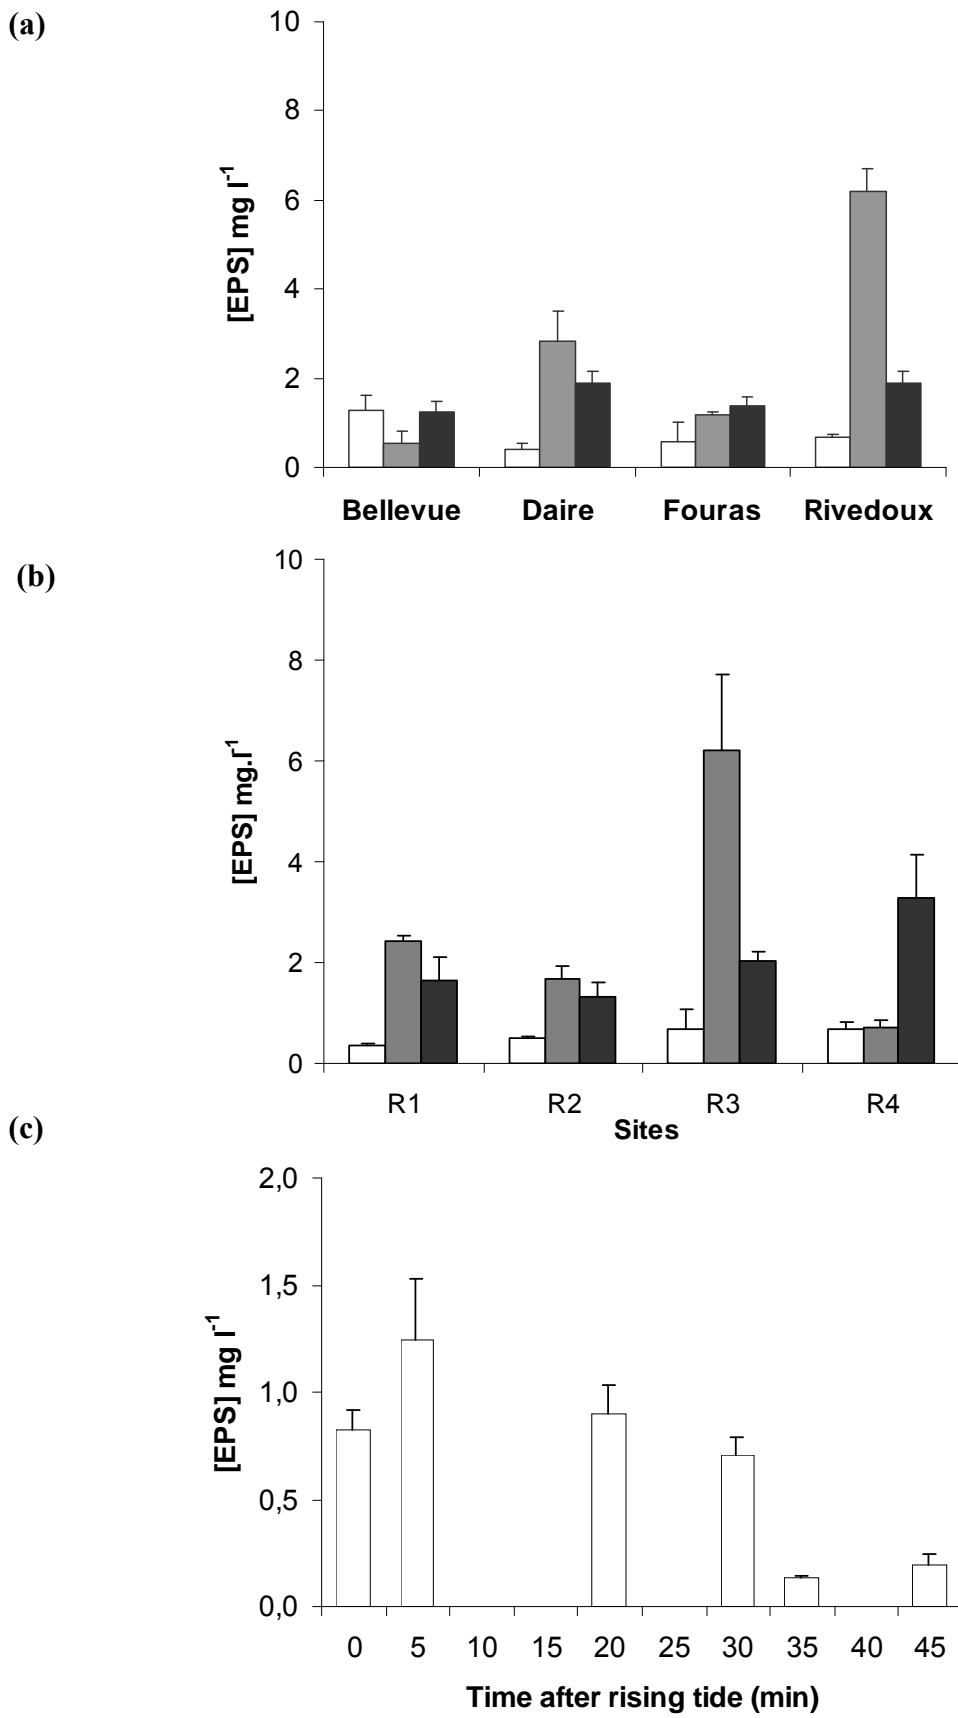 (a)
10
8
6
4
2
0
[EPS] mg l-1
Bellevue Daire Fouras Rivedoux
(b)
10
8
6
4
2
0
[EPS] mg.l-1
R1 R2 R3 R4
Sites
(c)
2,0
1,5
1,0
0,5
0,0
[EPS] mg l-1
0 5 10 15 20 25 30 35 40 45
Time after rising tide (min)